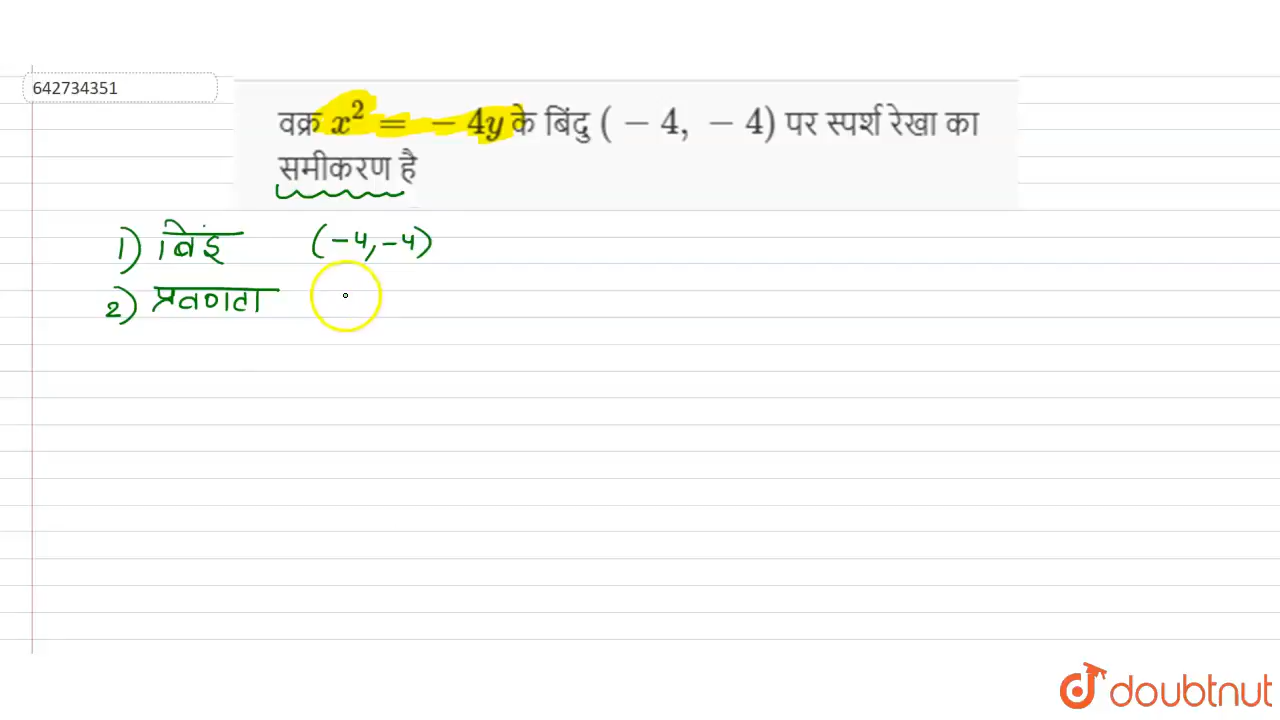 642734351
वक्र x² = − 4y के बिंदु (− 4, − 4) पर स्पर्श रेखा का
समीकरण है
1) बिंदु (-4,-4)
2) प्रवणता
doubtnut